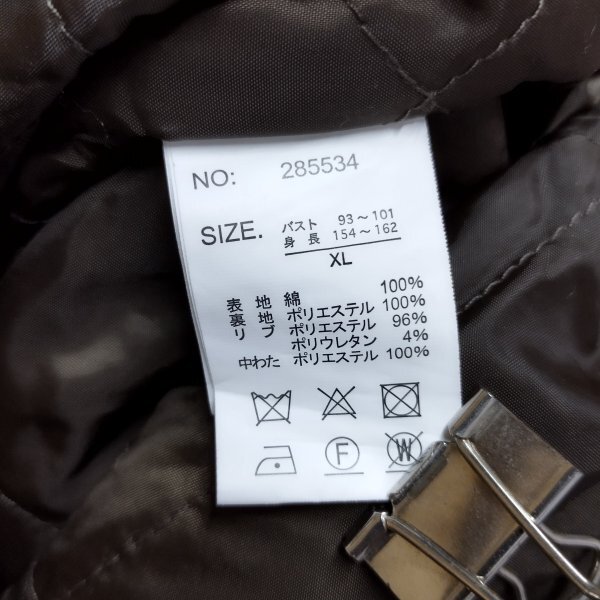 NO: 285534
SIZE. バスト 93～101
身長 154～162
XL
表地 綿 100%
裏地 ポリエステル 100%
リブ ポリエステル 96%
ポリウレタン 4%
中わた ポリエステル 100%
F
W